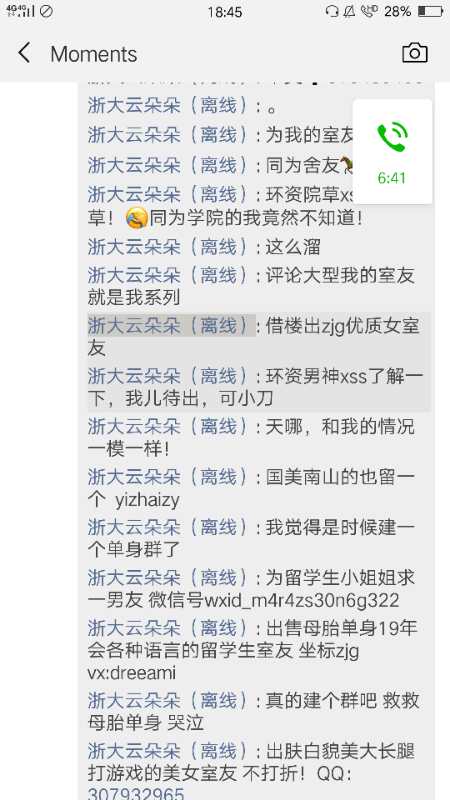 4G 4G 18:45 28%
Moments
浙大云朵朵（离线）: 。
浙大云朵朵（离线）: 为我的室友
6:41
浙大云朵朵（离线）: 同为舍友
浙大云朵朵（离线）: 环资院草xs
草！同为学院的我竟然不知道！
浙大云朵朵（离线）: 这么溜
浙大云朵朵（离线）: 评论大型我的室友
就是我系列
浙大云朵朵（离线）: 借楼出zjg优质女室
友
浙大云朵朵（离线）: 环资男神xss了解一
下，我儿待出，可小刀
浙大云朵朵（离线）: 天哪，和我的情况
一模一样！
浙大云朵朵（离线）: 国美南山的也留一
个 yizhaizy
浙大云朵朵（离线）: 我觉得是时候建一
个单身群了
浙大云朵朵（离线）: 为留学生小姐姐求
一男友 微信号wxid_m4r4zs30n6g322
浙大云朵朵（离线）: 出售母胎单身19年
会各种语言的留学生室友 坐标zjg
vx:dreeami
浙大云朵朵（离线）: 真的建个群吧 救救
母胎单身 哭泣
浙大云朵朵（离线）: 出肤白貌美大长腿
打游戏的美女室友 不打折！QQ：
307932965